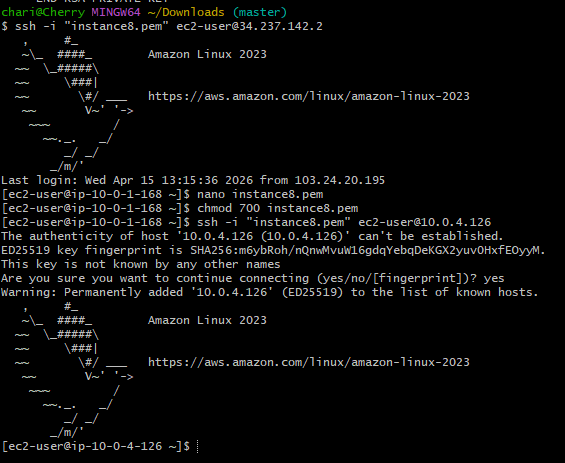 END RSA PRIVATE KEY
chari@Cherry MINGW64 ~/Downloads (master)
$ ssh -i "instance8.pem" ec2-user@34.237.142.2
   ,     #_
   ~\_  ####_        Amazon Linux 2023
  ~~  \_#####\
  ~~     \###|
  ~~       \#/ ___   https://aws.amazon.com/linux/amazon-linux-2023
   ~~       V~' '->
    ~~~         /
      ~~._.   _/
         _/ _/
       _/m/'
Last login: Wed Apr 15 13:15:36 2026 from 103.24.20.195
[ec2-user@ip-10-0-1-168 ~]$ nano instance8.pem
[ec2-user@ip-10-0-1-168 ~]$ chmod 700 instance8.pem
[ec2-user@ip-10-0-1-168 ~]$ ssh -i "instance8.pem" ec2-user@10.0.4.126
The authenticity of host '10.0.4.126 (10.0.4.126)' can't be established.
ED25519 key fingerprint is SHA256:m6ybRoh/nQnwMvuW16gdqYebqDeKGX2yuvOHxfEOyyM.
This key is not known by any other names
Are you sure you want to continue connecting (yes/no/[fingerprint])? yes
Warning: Permanently added '10.0.4.126' (ED25519) to the list of known hosts.
   ,     #_
   ~\_  ####_        Amazon Linux 2023
  ~~  \_#####\
  ~~     \###|
  ~~       \#/ ___   https://aws.amazon.com/linux/amazon-linux-2023
   ~~       V~' '->
    ~~~         /
      ~~._.   _/
         _/ _/
       _/m/'
[ec2-user@ip-10-0-4-126 ~]$